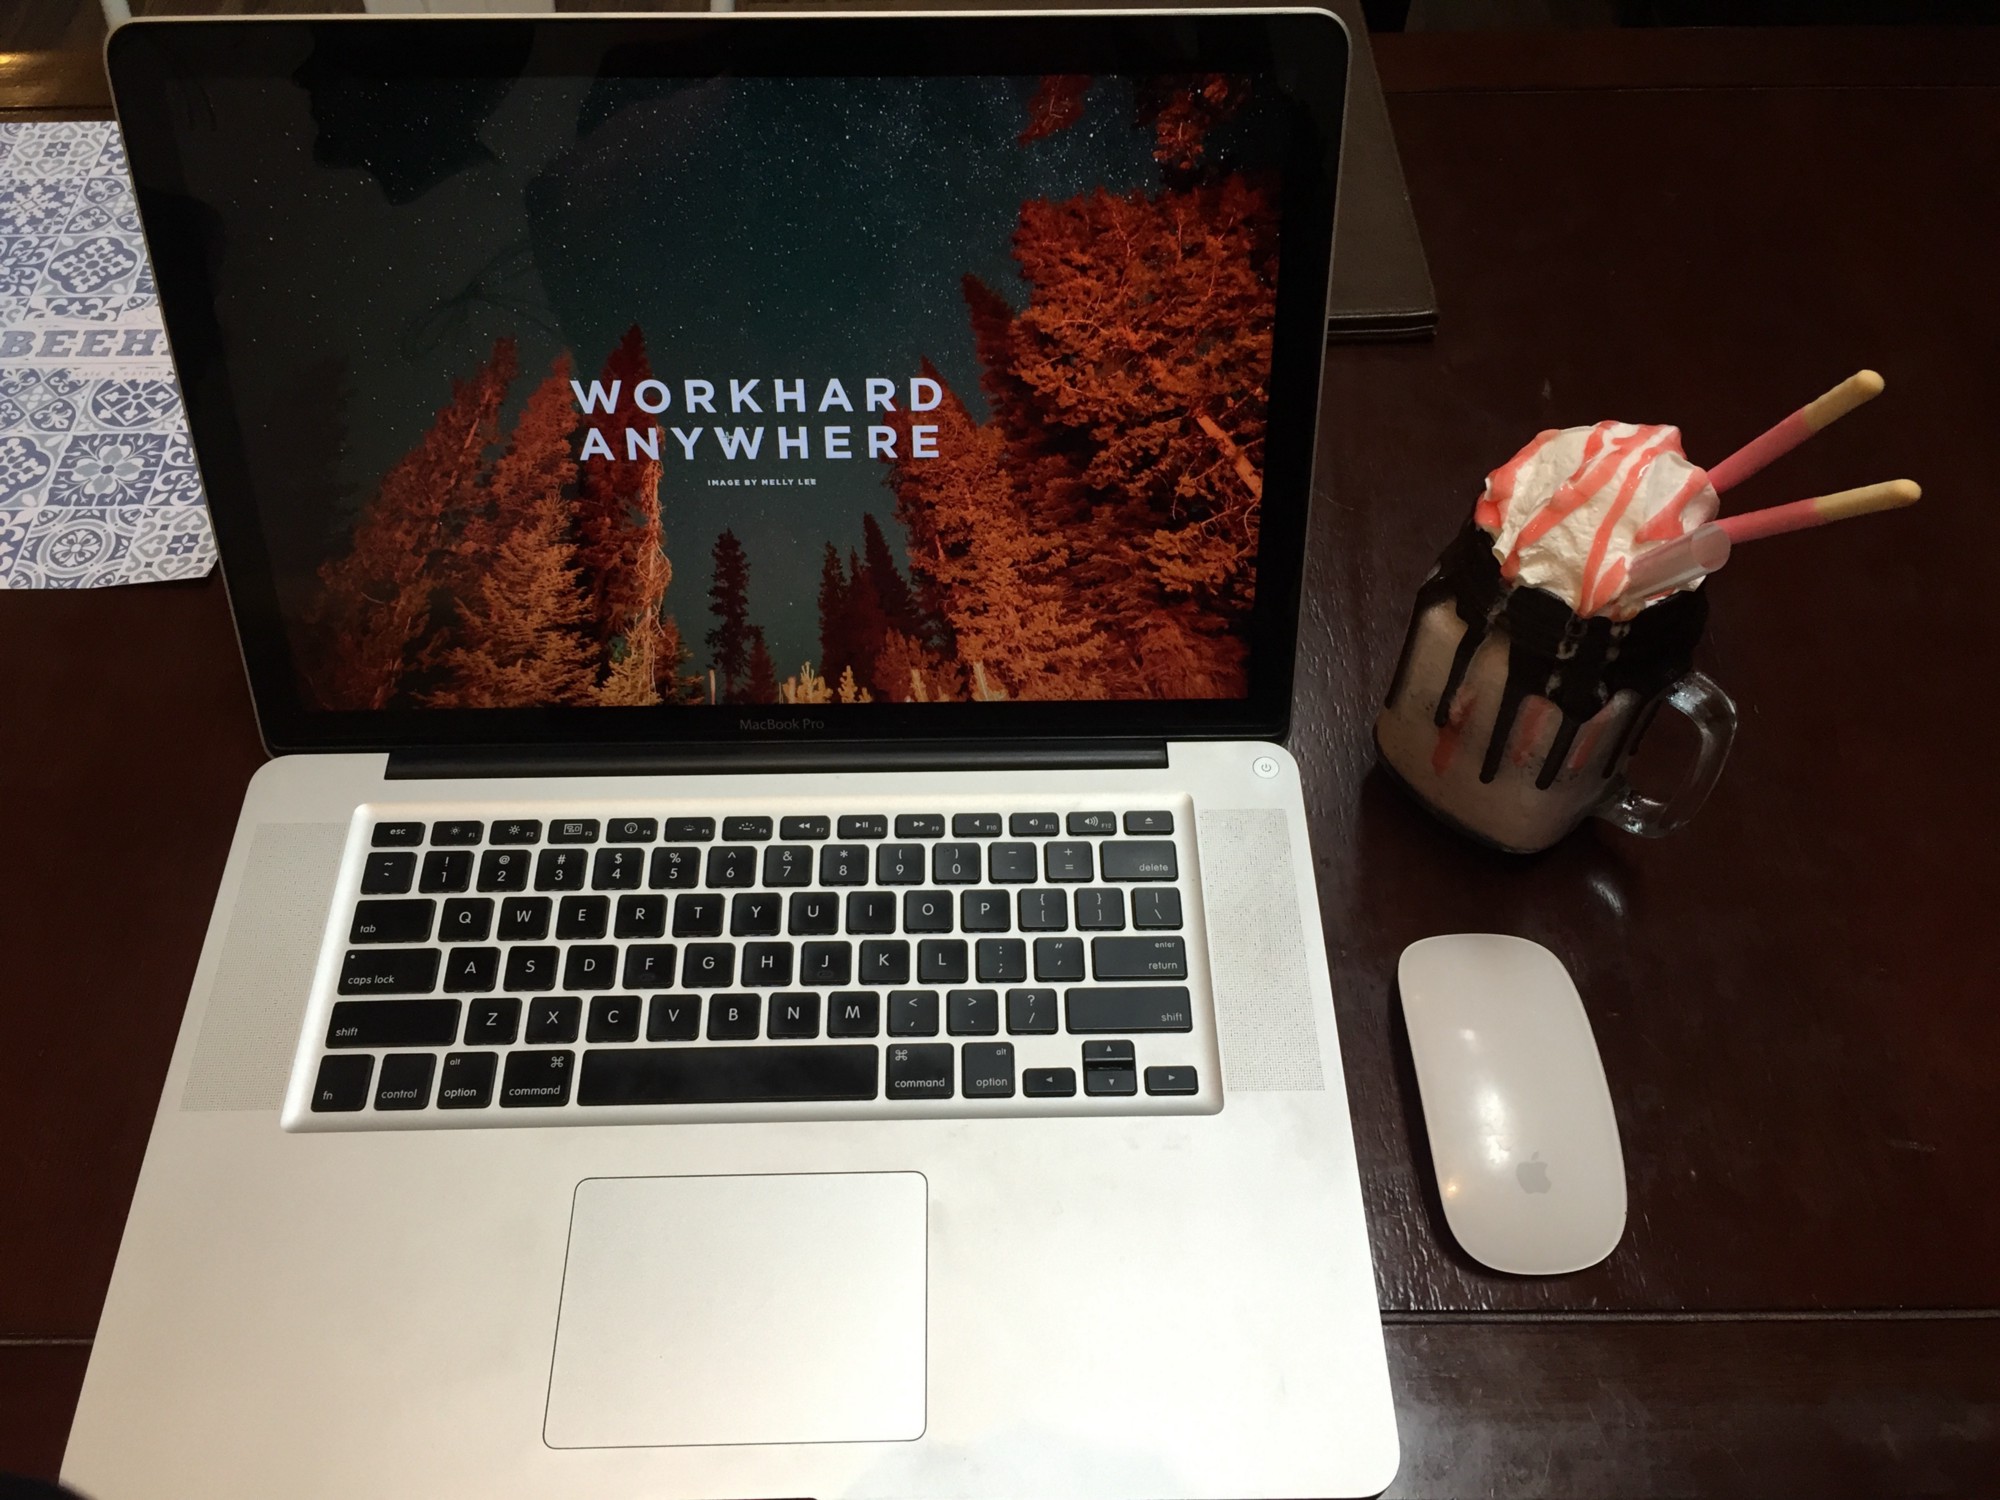 WORKHARD
ANYWHERE
IMAGE BY MELLY LEE
BEEH
MacBook Pro
esc F1 F2 F3 F4 F5 F6 F7 F8 F9 F10 F11 F12
~ ! @ # $ % ^ & * ( ) — +
` 1 2 3 4 5 6 7 8 9 0 - = delete
tab Q W E R T Y U I O P { [ } ] | \
caps lock A S D F G H J K L : ; " ' enter return
shift Z X C V B N M < , > . ? / shift
fn control alt option ⌘ command ⌘ command alt option